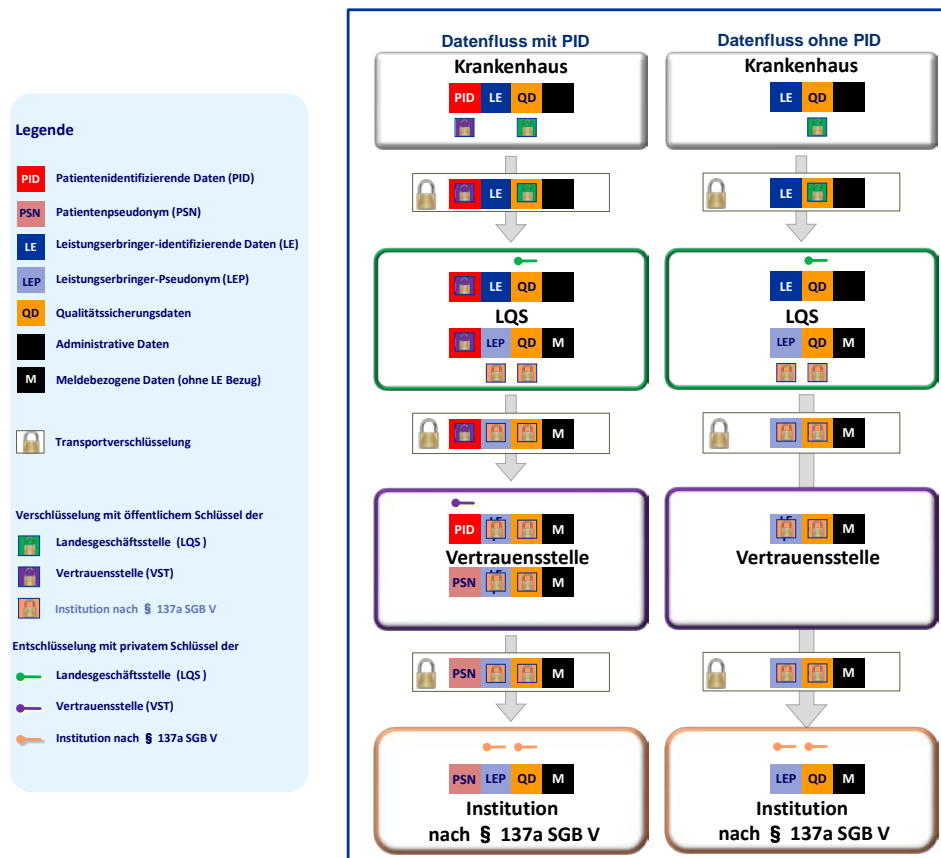 Legende
PID Patientenidentifizierende Daten (PID)
PSN Patientenpseudonym (PSN)
LE Leistungserbringer-identifizierende Daten (LE)
LEP Leistungserbringer-Pseudonym (LEP)
QD Qualitätssicherungsdaten
Administrative Daten
M Meldebezogene Daten (ohne LE Bezug)
Transportverschlüsselung
Verschlüsselung mit öffentlichem Schlüssel der
Landesgeschäftsstelle (LQS )
Vertrauensstelle (VST)
Institution nach § 137a SGB V
Entschlüsselung mit privatem Schlüssel der
Landesgeschäftsstelle (LQS )
Vertrauensstelle (VST)
Institution nach § 137a SGB V
Datenfluss mit PID
Krankenhaus
PID LE QD
LE
LE QD
LQS
LEP QD M
M
PID M
Vertrauensstelle
PSN M
PSN M
PSN LEP QD M
Institution
nach § 137a SGB V
Datenfluss ohne PID
Krankenhaus
LE QD
LE
LE QD
LQS
LEP QD M
M
M
Vertrauensstelle
M
LEP QD M
Institution
nach § 137a SGB V